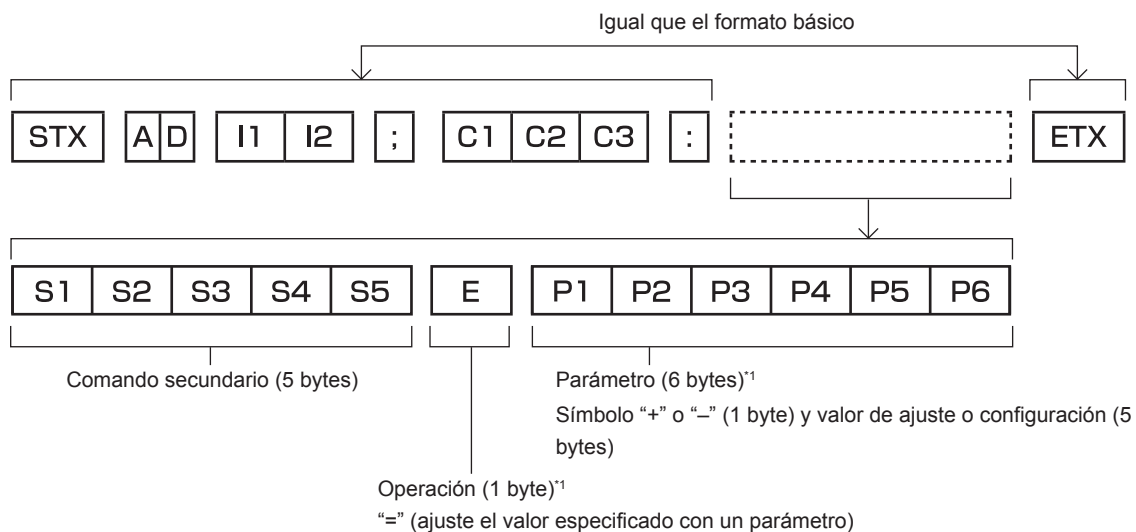 Igual que el formato básico
STX A D I1 I2 ; C1 C2 C3 : ETX
S1 S2 S3 S4 S5 E P1 P2 P3 P4 P5 P6
Comando secundario (5 bytes)
Parámetro (6 bytes)*1
Símbolo “+” o “–” (1 byte) y valor de ajuste o configuración (5
bytes)
Operación (1 byte)*1
“=” (ajuste el valor especificado con un parámetro)